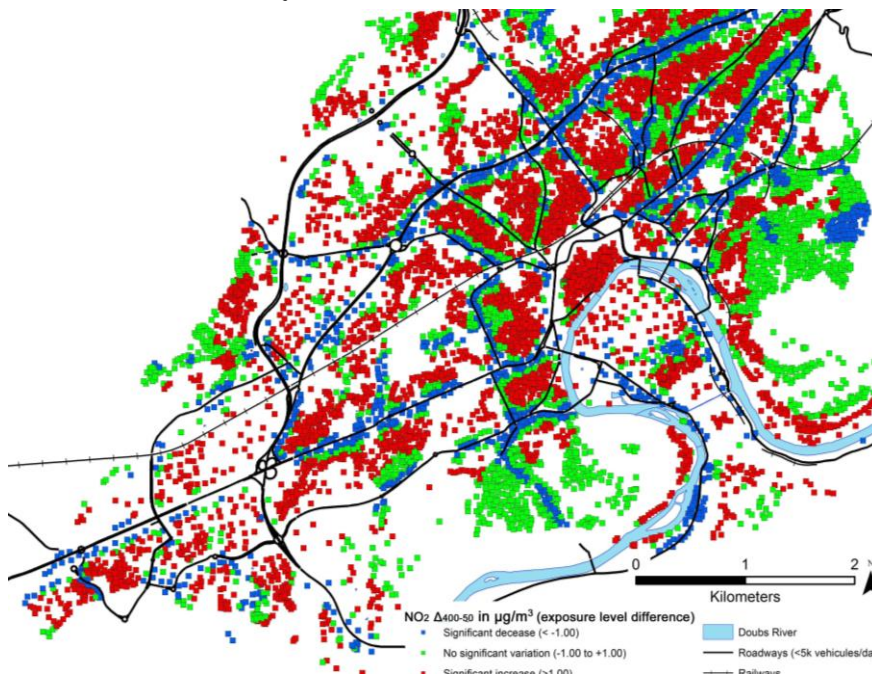 N
0 1 2
Kilometers
NO2 Δ400-50 in µg/m³ (exposure level difference)
Significant decease (< -1.00)
No significant variation (-1.00 to +1.00)
Significant increase (>1.00)
Doubs River
Roadways (<5k vehicules/da
Railways